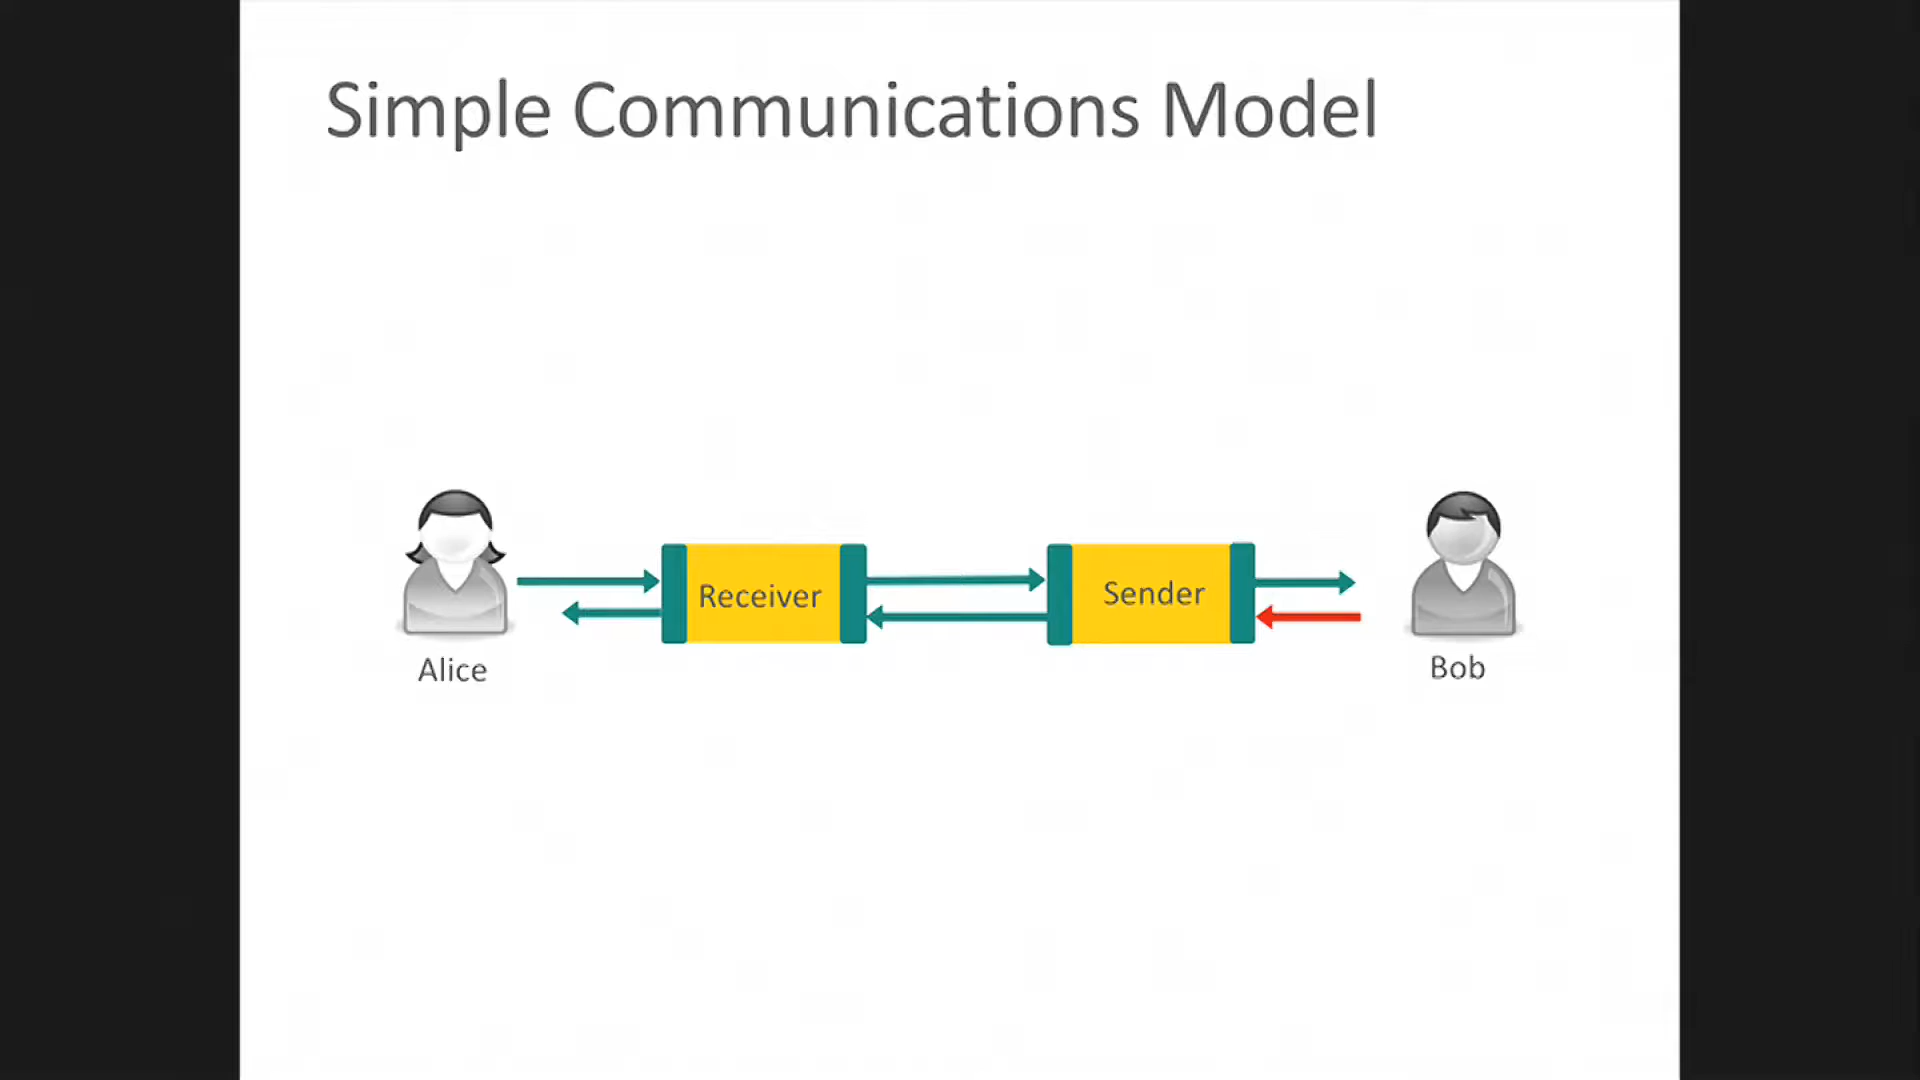 Simple Communications Model
Receiver
Sender
Alice
Bob